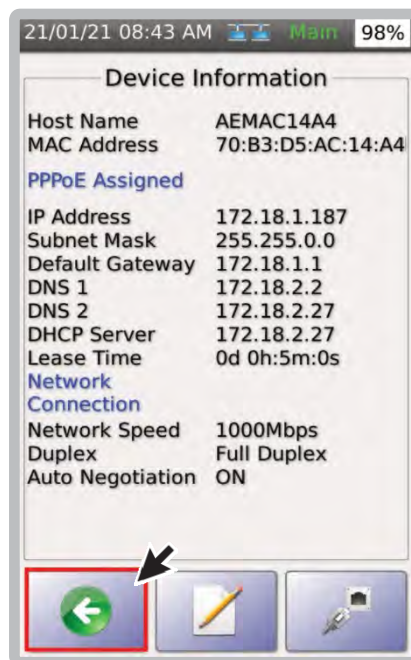 21/01/21 08:43 AM Main 98%
Device Information
Host Name AEMAC14A4
MAC Address 70:B3:D5:AC:14:A4
PPPoE Assigned
IP Address 172.18.1.187
Subnet Mask 255.255.0.0
Default Gateway 172.18.1.1
DNS 1 172.18.2.2
DNS 2 172.18.2.27
DHCP Server 172.18.2.27
Lease Time 0d 0h:5m:0s
Network
Connection
Network Speed 1000Mbps
Duplex Full Duplex
Auto Negotiation ON